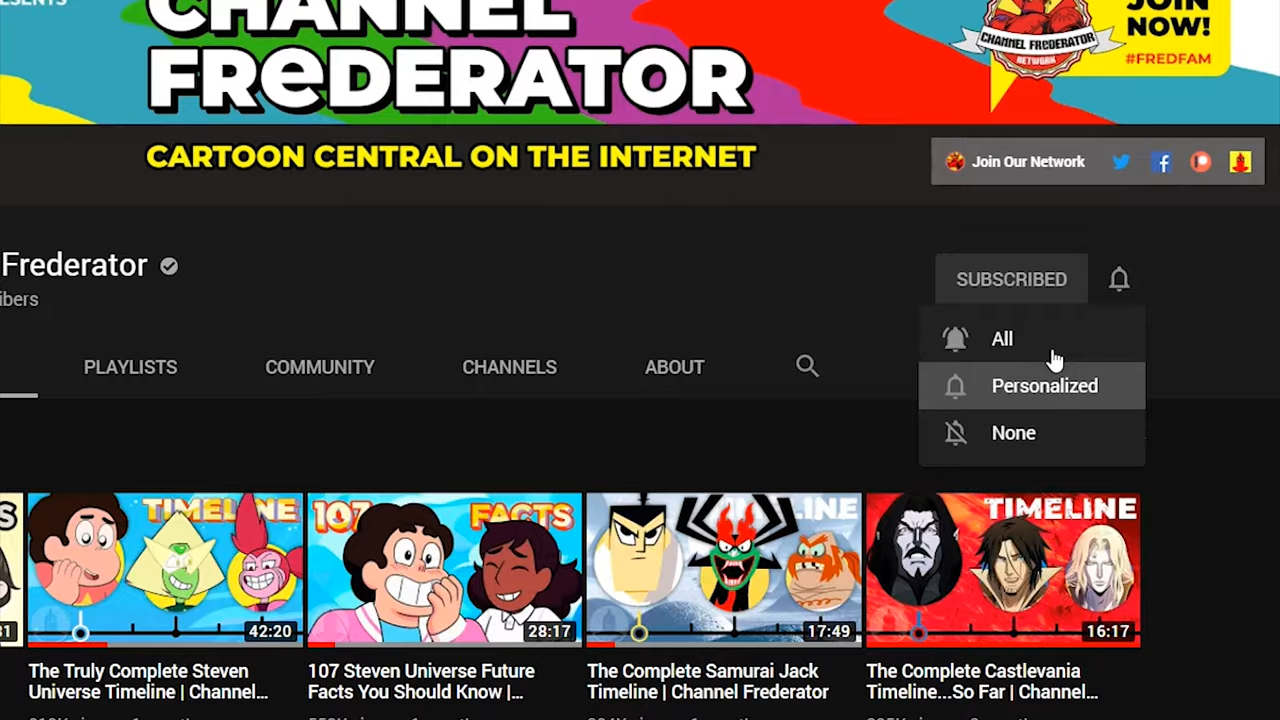 CHANNEL
FREDERATOR
JOIN
NOW!
#FREDFAM
CHANNEL FREDERATOR
NETWORK
CARTOON CENTRAL ON THE INTERNET
Join Our Network
Frederator
SUBSCRIBED
All
Personalized
None
PLAYLISTS
COMMUNITY
CHANNELS
ABOUT
TIMELINE
42:20
107 FACTS
28:17
LINE
17:49
TIMELINE
16:17
The Truly Complete Steven
Universe Timeline | Channel...
107 Steven Universe Future
Facts You Should Know |...
The Complete Samurai Jack
Timeline | Channel Frederator
The Complete Castlevania
Timeline...So Far | Channel...